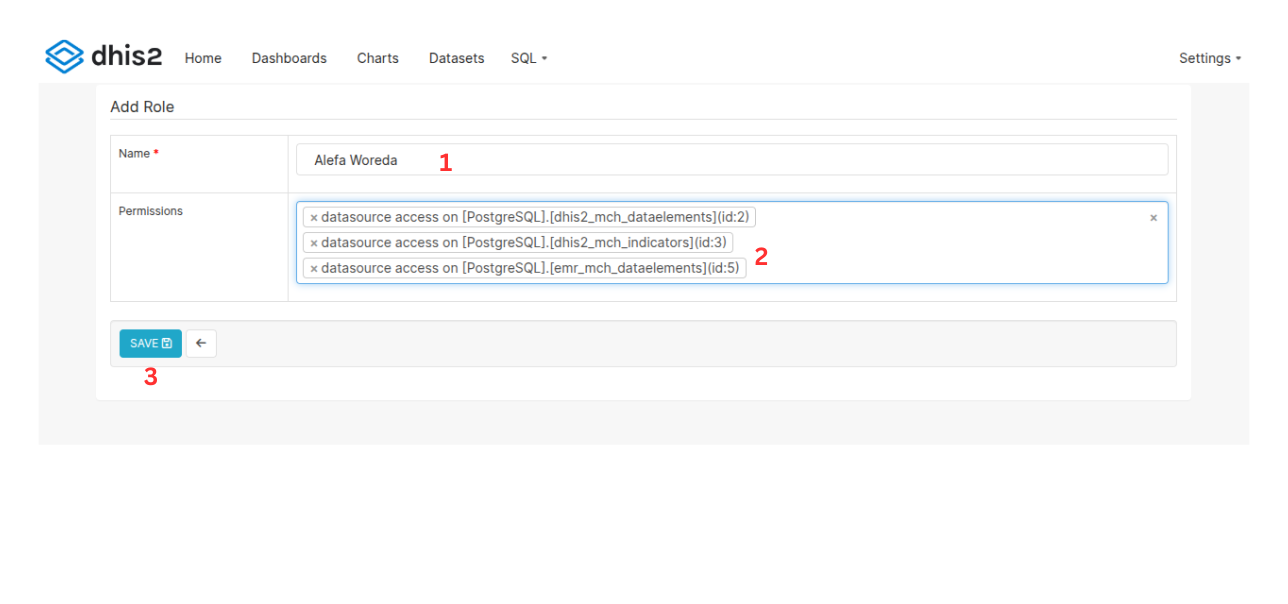 dhis2 Home Dashboards Charts Datasets SQL Settings
Add Role
Name *
Alefa Woreda 1
Permissions
× datasource access on [PostgreSQL].[dhis2_mch_dataelements](id:2) ×
× datasource access on [PostgreSQL].[dhis2_mch_indicators](id:3)
2
× datasource access on [PostgreSQL].[emr_mch_dataelements](id:5)
SAVE
3